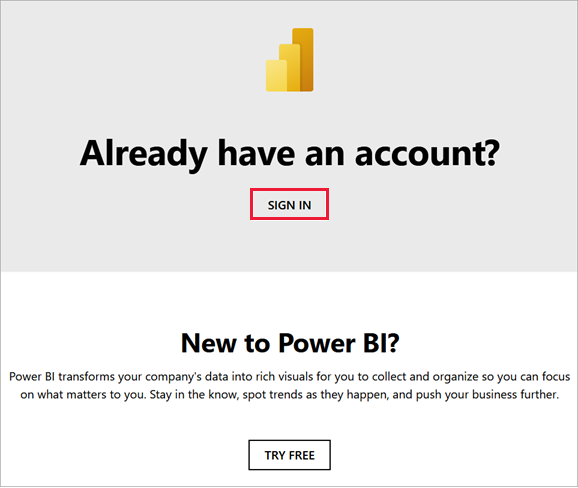 Already have an account?
SIGN IN
New to Power BI?
Power BI transforms your company's data into rich visuals for you to collect and organize so you can focus
on what matters to you. Stay in the know, spot trends as they happen, and push your business further.
TRY FREE